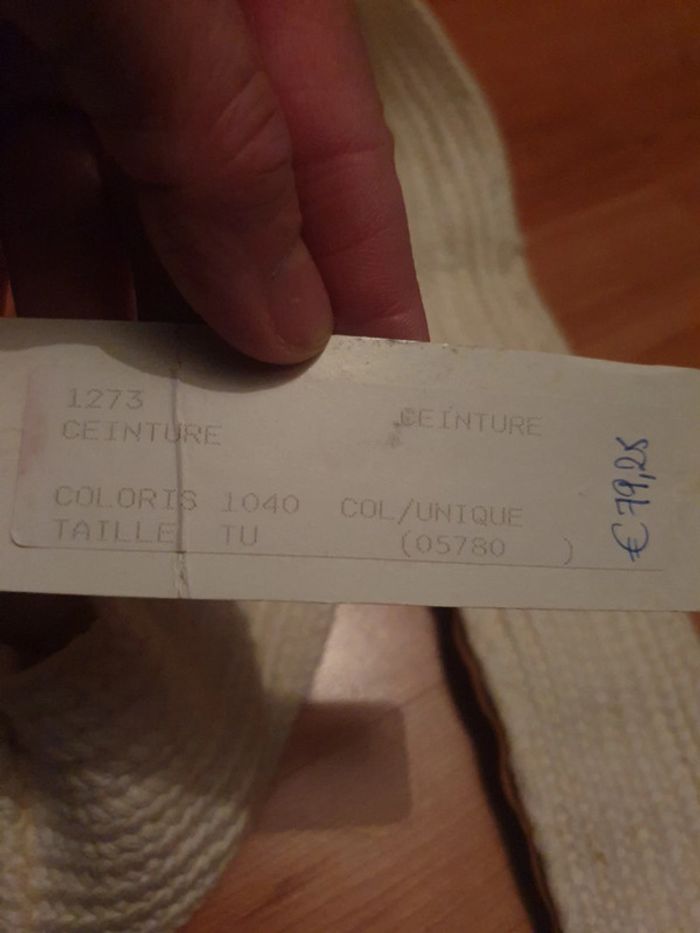 1273
CEINTURE CEINTURE
COLORIS 1040 COL/UNIQUE
TAILLE TU (05780 )
€ 79,25